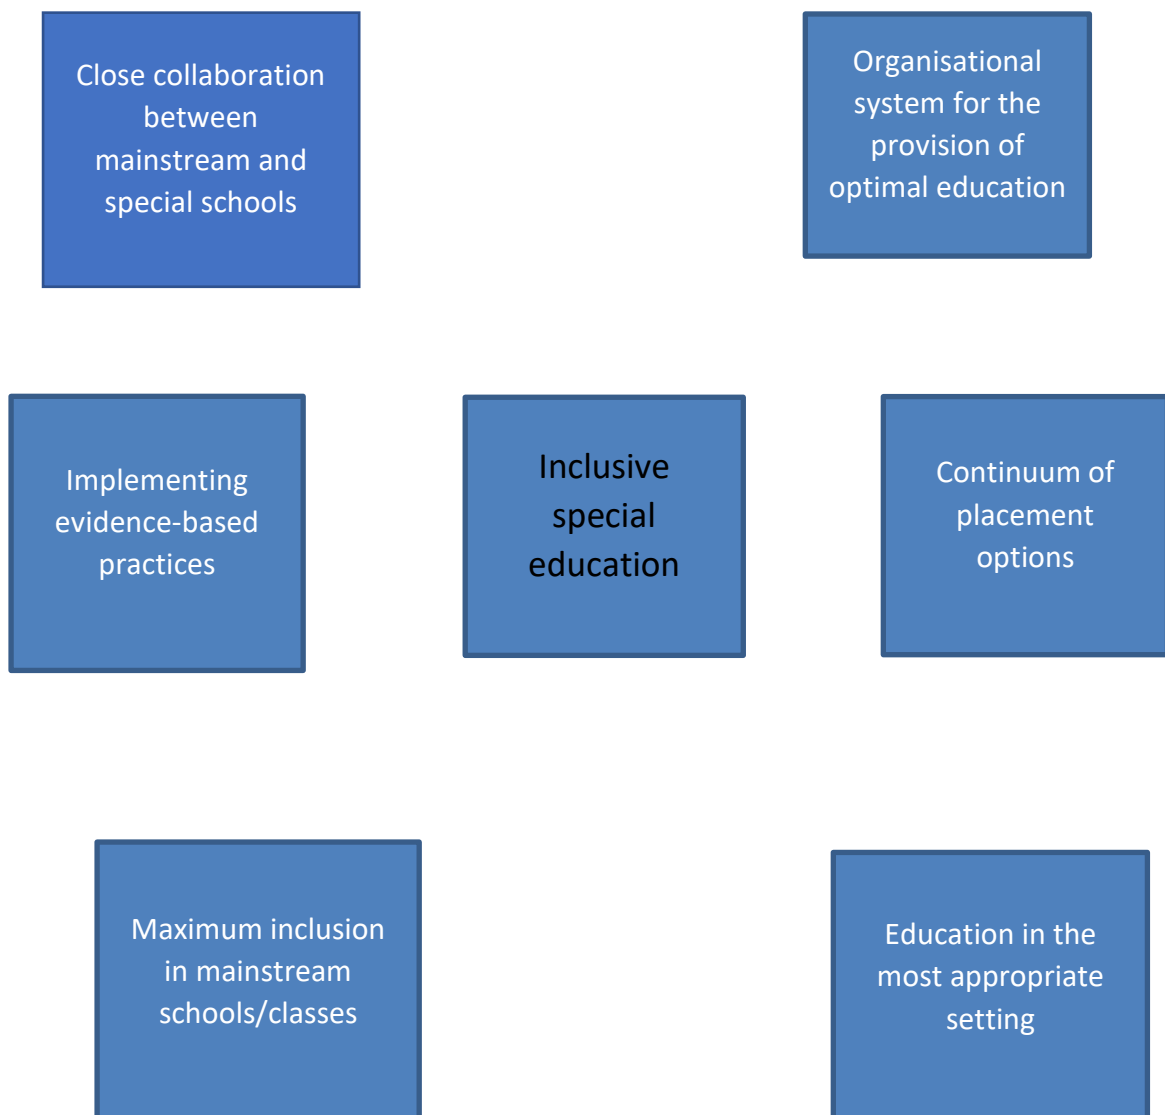 Close collaboration
between
mainstream and
special schools
Organisational
system for the
provision of
optimal education
Implementing
evidence-based
practices
Inclusive
special
education
Continuum of
placement
options
Maximum inclusion
in mainstream
schools/classes
Education in the
most appropriate
setting